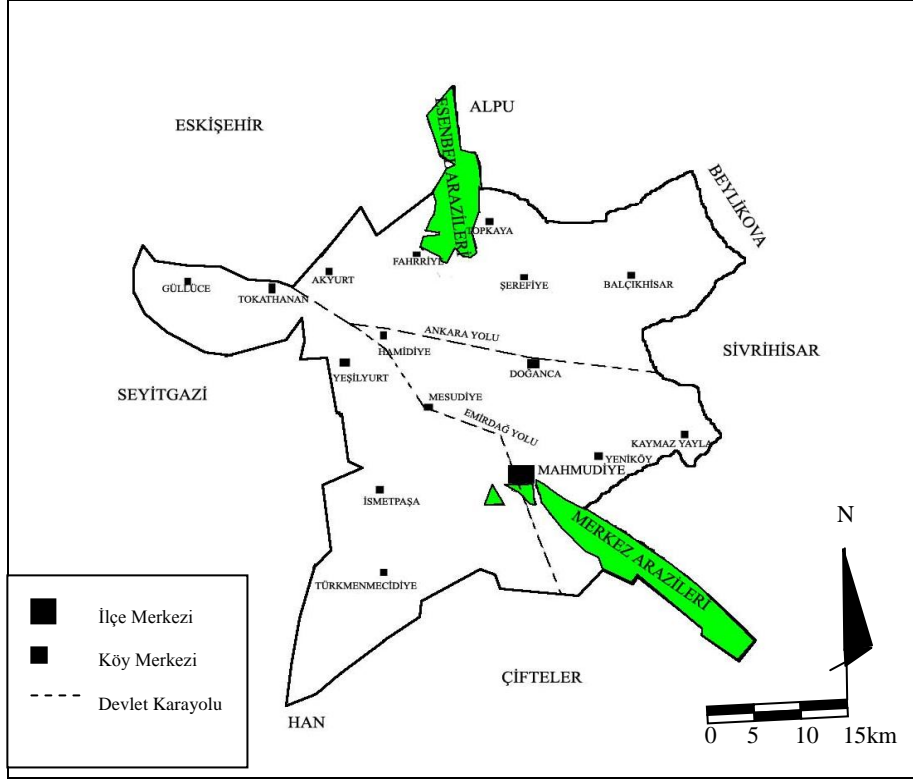 ALPU
ESKİŞEHİR
ESENBEL ARAZİLERİ
BEYLİKOVA
TOPKAYA
FAHRRİYE
AKYURT
ŞEREFİYE
BALÇIKHİSAR
GÜLLÜCE
TOKATHANAN
ANKARA YOLU
HAMİDİYE
SİVRİHİSAR
YEŞİLYURT
DOĞANCA
SEYİTGAZİ
MESUDİYE
EMİRDAĞ YOLU
KAYMAZ YAYLA
YENİKÖY
MAHMUDİYE
İSMETPAŞA
MERKEZ ARAZİLERİ
N
TÜRKMENMECİDİYE
İlçe Merkezi
Köy Merkezi
Devlet Karayolu
ÇİFTELER
HAN
0 5 10 15km